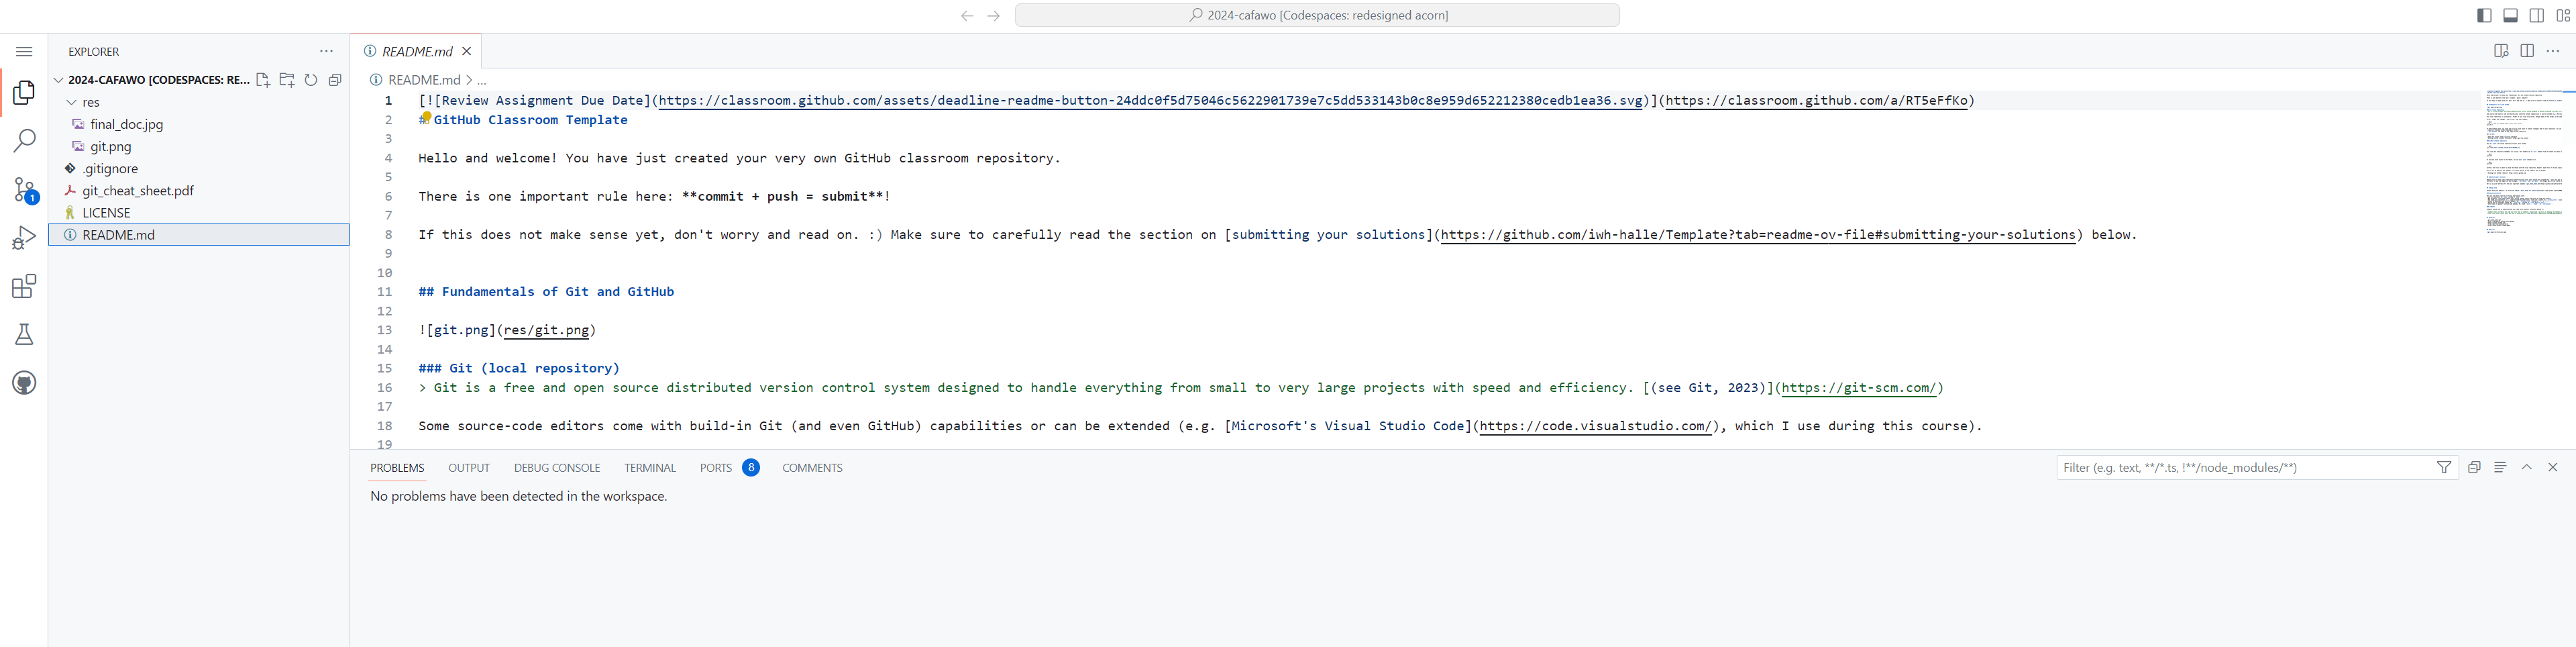 2024-cafawo [Codespaces: redesigned acorn]
EXPLORER
2024-CAFAWO [CODESPACES: RE...
res
final_doc.jpg
git.png
.gitignore
git_cheat_sheet.pdf
LICENSE
README.md
1
README.md
README.md > ...
1 [![Review Assignment Due Date](https://classroom.github.com/assets/deadline-readme-button-24ddc0f5d75046c5622901739e7c5dd533143b0c8e959d652212380cedb1ea36.svg)](https://classroom.github.com/a/RT5eFfKo)
2 # GitHub Classroom Template
3
4 Hello and welcome! You have just created your very own GitHub classroom repository.
5
6 There is one important rule here: **commit + push = submit**!
7
8 If this does not make sense yet, don't worry and read on. :) Make sure to carefully read the section on [submitting your solutions](https://github.com/iwh-halle/Template?tab=readme-ov-file#submitting-your-solutions) below.
9
10
11 ## Fundamentals of Git and GitHub
12
13 ![git.png](res/git.png)
14
15 ### Git (local repository)
16 > Git is a free and open source distributed version control system designed to handle everything from small to very large projects with speed and efficiency. [(see Git, 2023)](https://git-scm.com/)
17
18 Some source-code editors come with build-in Git (and even GitHub) capabilities or can be extended (e.g. [Microsoft's Visual Studio Code](https://code.visualstudio.com/), which I use during this course).
19
PROBLEMS OUTPUT DEBUG CONSOLE TERMINAL PORTS 8 COMMENTS
Filter (e.g. text, **/*.ts, !**/node_modules/**)
No problems have been detected in the workspace.